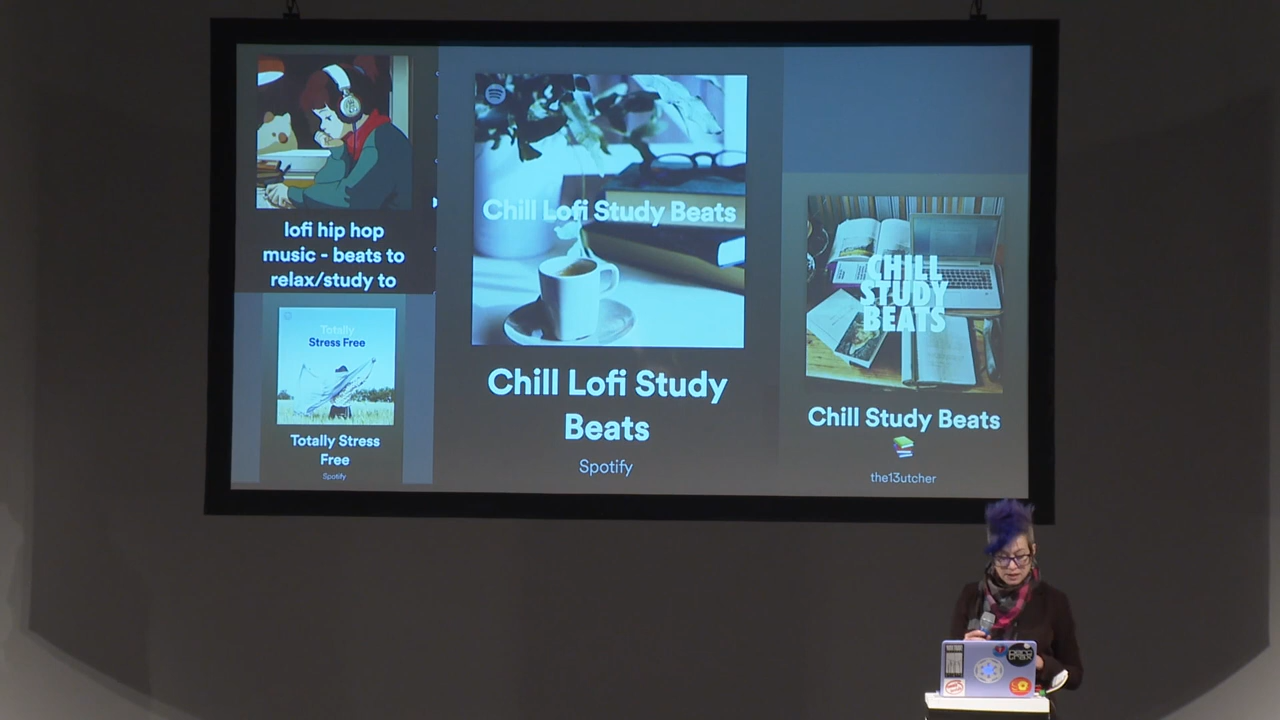 lofi hip hop
music - beats to
relax/study to
Totally
Stress Free
Totally Stress
Free
Spotify
Chill Lofi Study Beats
Chill Lofi Study
Beats
Spotify
CHILL
STUDY
BEATS
Chill Study Beats
the13utcher